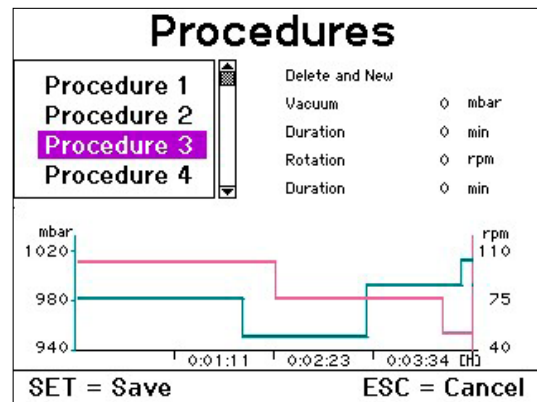 Procedures
Procedure 1
Procedure 2
Procedure 3
Procedure 4
Delete and New
Vacuum 0 mbar
Duration 0 min
Rotation 0 rpm
Duration 0 min
mbar rpm
1020 110
980 75
940 40
0:01:11 0:02:23 0:03:34 [H]
SET = Save ESC = Cancel